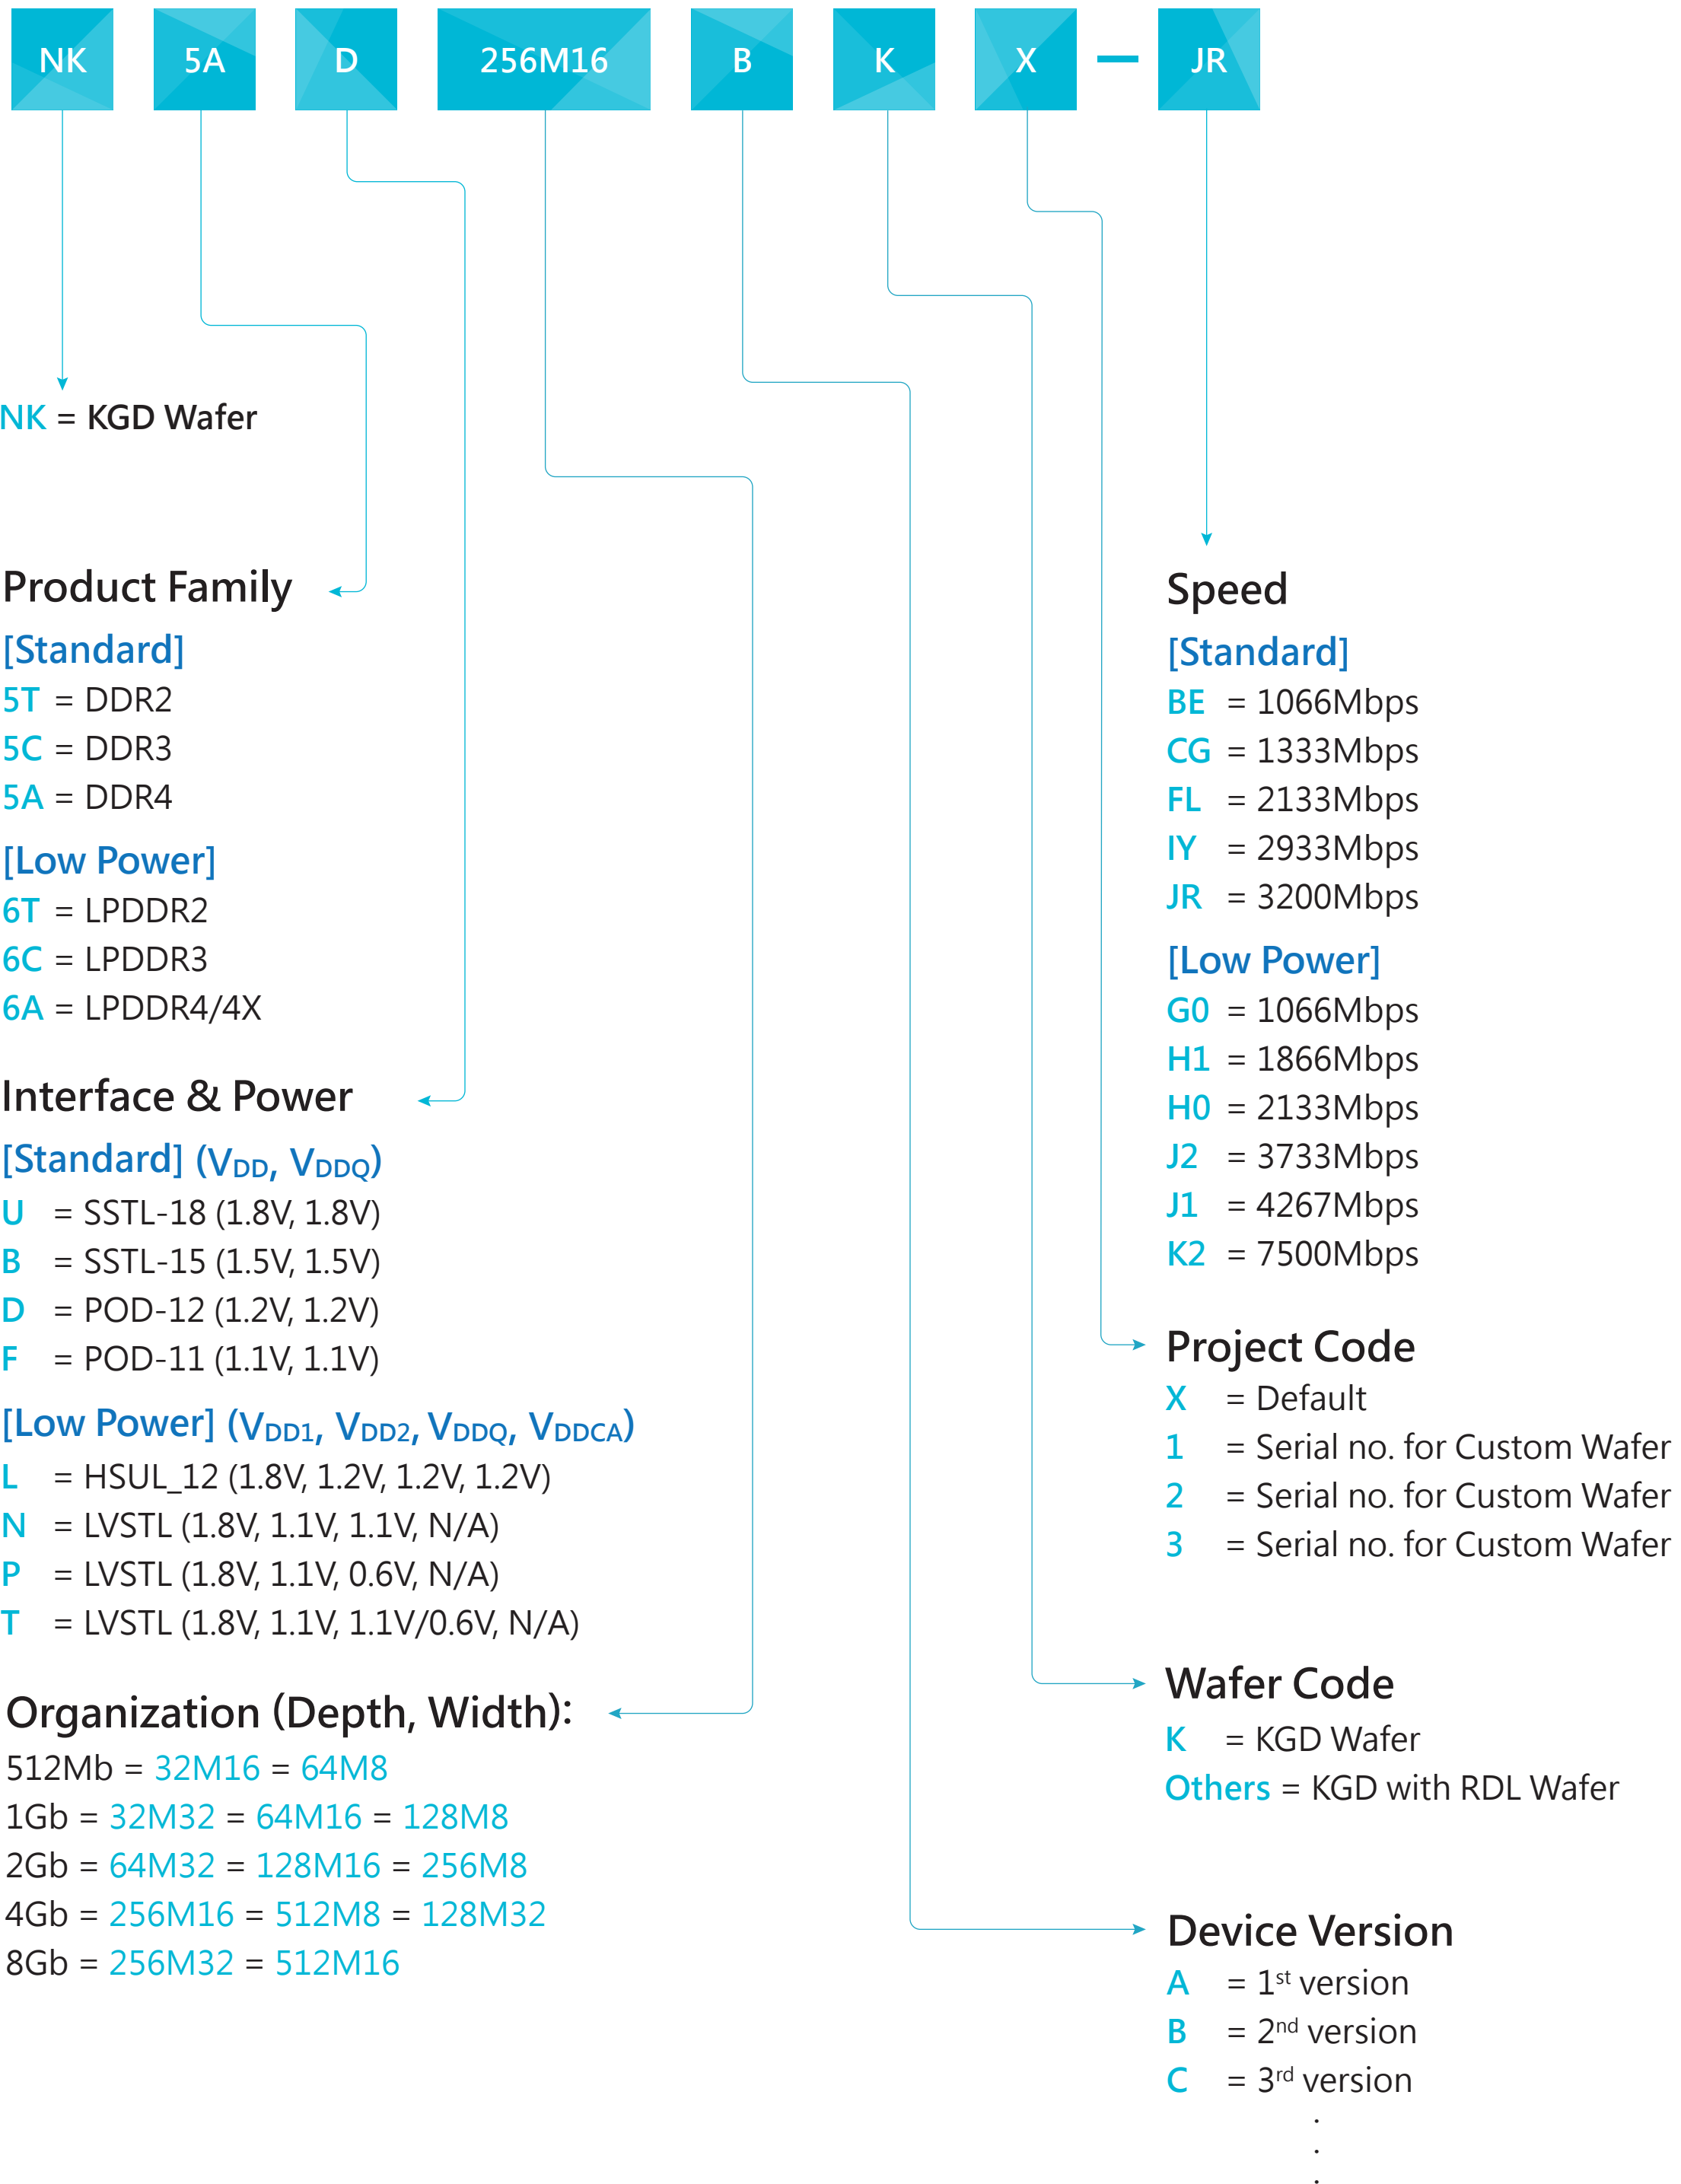 NK 5A D 256M16 B K X — JR
NK = KGD Wafer
Product Family
[Standard]
5T = DDR2
5C = DDR3
5A = DDR4
[Low Power]
6T = LPDDR2
6C = LPDDR3
6A = LPDDR4/4X
Interface & Power
[Standard] (VDD, VDDQ)
U = SSTL-18 (1.8V, 1.8V)
B = SSTL-15 (1.5V, 1.5V)
D = POD-12 (1.2V, 1.2V)
F = POD-11 (1.1V, 1.1V)
[Low Power] (VDD1, VDD2, VDDQ, VDDCA)
L = HSUL_12 (1.8V, 1.2V, 1.2V, 1.2V)
N = LVSTL (1.8V, 1.1V, 1.1V, N/A)
P = LVSTL (1.8V, 1.1V, 0.6V, N/A)
T = LVSTL (1.8V, 1.1V, 1.1V/0.6V, N/A)
Organization (Depth, Width):
512Mb = 32M16 = 64M8
1Gb = 32M32 = 64M16 = 128M8
2Gb = 64M32 = 128M16 = 256M8
4Gb = 256M16 = 512M8 = 128M32
8Gb = 256M32 = 512M16
Speed
[Standard]
BE = 1066Mbps
CG = 1333Mbps
FL = 2133Mbps
IY = 2933Mbps
JR = 3200Mbps
[Low Power]
G0 = 1066Mbps
H1 = 1866Mbps
H0 = 2133Mbps
J2 = 3733Mbps
J1 = 4267Mbps
K2 = 7500Mbps
Project Code
X = Default
1 = Serial no. for Custom Wafer
2 = Serial no. for Custom Wafer
3 = Serial no. for Custom Wafer
Wafer Code
K = KGD Wafer
Others = KGD with RDL Wafer
Device Version
A = 1st version
B = 2nd version
C = 3rd version
.
.
.